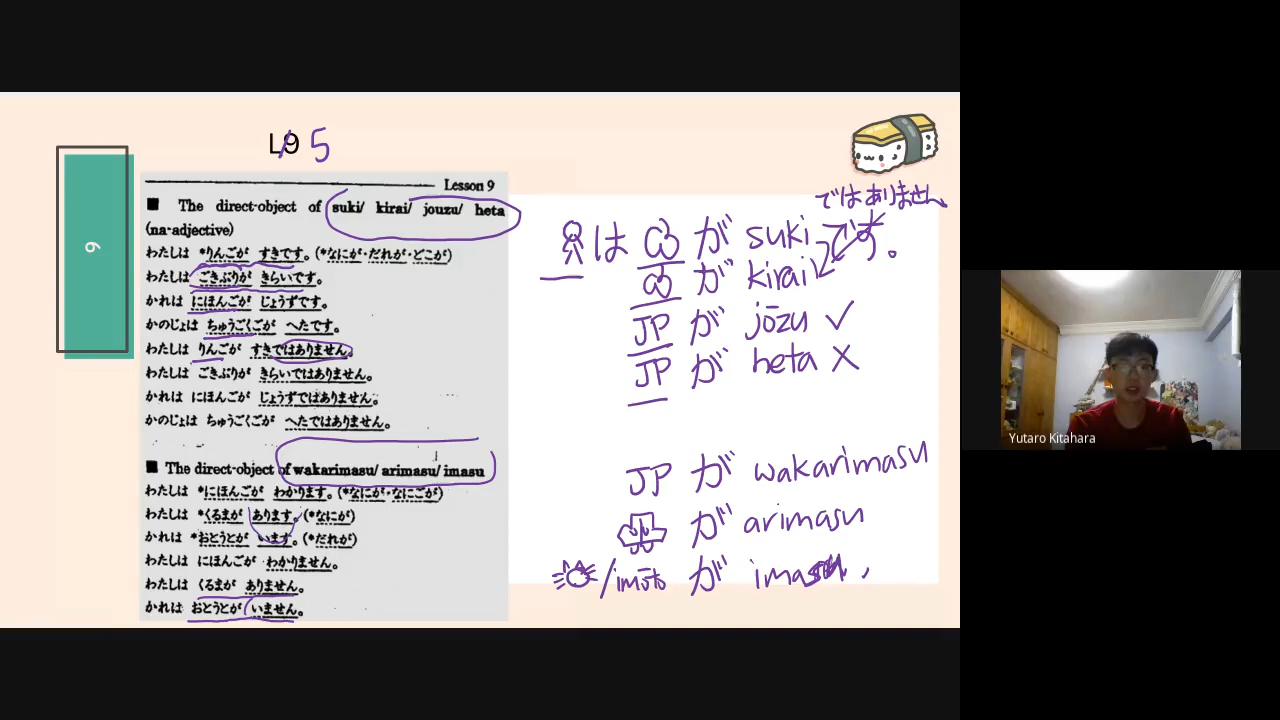 L9 5
6
Lesson 9
■ The direct-object of suki/ kirai/ jouzu/ heta
(na-adjective)
わたしは *りんごが すきです。(*なにが・だれが・どこが)
わたしは ごきぶりが きらいです。
かれは にほんごが じょうずです。
かのじょは ちゅうごくごが へたです。
わたしは りんごが すきではありません。
わたしは ごきぶりが きらいではありません。
かれは にほんごが じょうずではありません。
かのじょは ちゅうごくごが へたではありません。
■ The direct-object of wakarimasu/ arimasu/ imasu
わたしは *にほんごが わかります。(*なにが・なにごが)
わたしは *くるまが あります。(*なにが)
かれは *おとうとが います。(*だれが)
わたしは にほんごが わかりません。
わたしは くるまが ありません。
かれは おとうとが いません。
ではありません
は が suki です。
が kirai
JP が jōzu ✓
JP が heta X
JP が wakarimasu
が arimasu
/imōto が imasu
Yutaro Kitahara